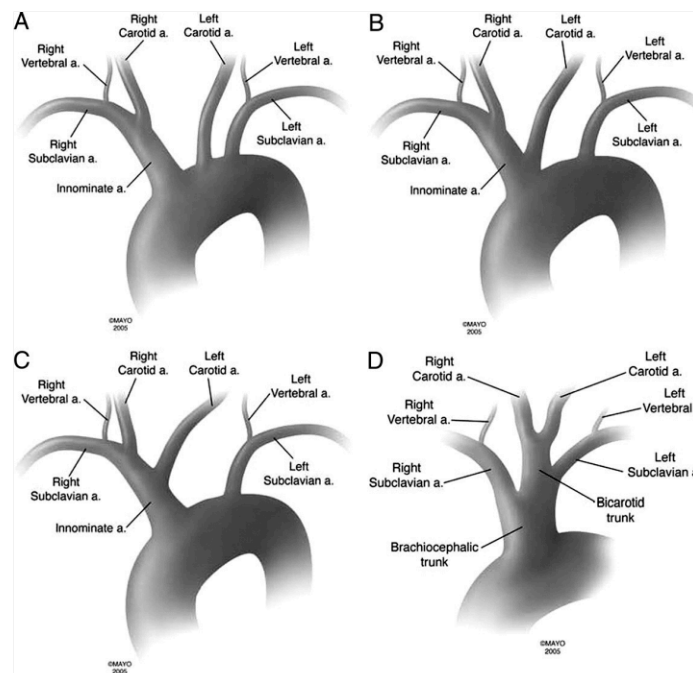 A
Right
Carotid a.
Left
Carotid a.
Right
Vertebral a.
Left
Vertebral a.
Right
Subclavian a.
Left
Subclavian a.
Innominate a.
©MAYO
2005
B
Right
Carotid a.
Left
Carotid a.
Right
Vertebral a.
Left
Vertebral a.
Right
Subclavian a.
Left
Subclavian a.
Innominate a.
©MAYO
2005
C
Right
Carotid a.
Left
Carotid a.
Right
Vertebral a.
Left
Vertebral a.
Right
Subclavian a.
Left
Subclavian a.
Innominate a.
©MAYO
2005
D
Right
Carotid a.
Left
Carotid a.
Right
Vertebral a.
Left
Vertebral
Right
Subclavian a.
Left
Subclavian a
Bicarotid
trunk
Brachiocephalic
trunk
©MAYO
2005